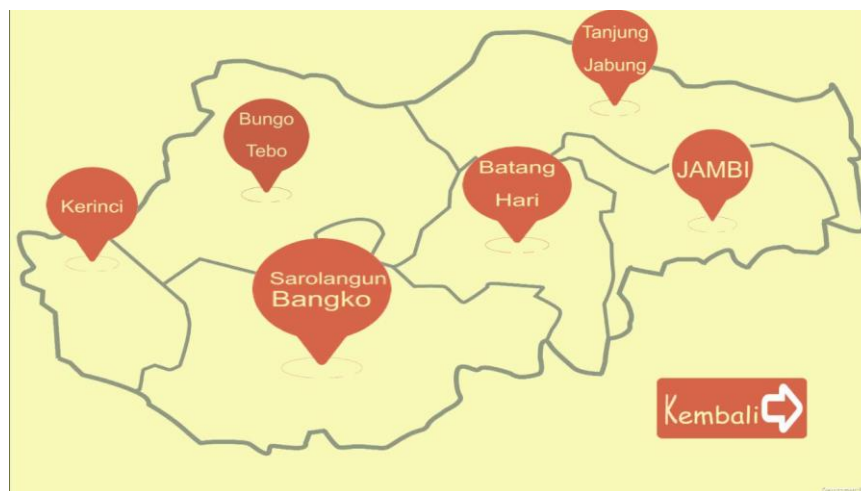 Tanjung
Jabung
Bungo
Tebo
Batang
Hari
JAMBI
Kerinci
Sarolangun
Bangko
Kembali